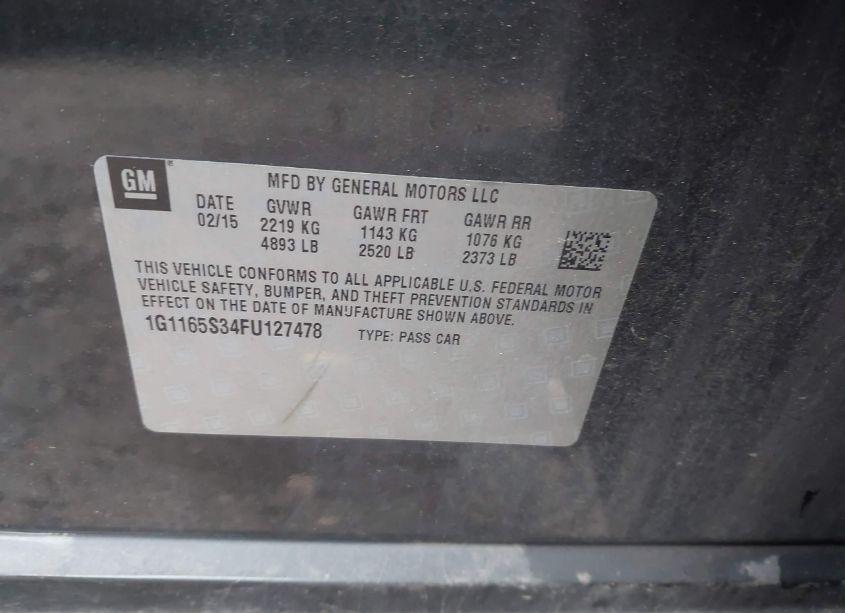 GM
MFD BY GENERAL MOTORS LLC
DATE GVWR GAWR FRT GAWR RR
02/15 2219 KG 1143 KG 1076 KG
4893 LB 2520 LB 2373 LB
THIS VEHICLE CONFORMS TO ALL APPLICABLE U.S. FEDERAL MOTOR
VEHICLE SAFETY, BUMPER, AND THEFT PREVENTION STANDARDS IN
EFFECT ON THE DATE OF MANUFACTURE SHOWN ABOVE.
1G1165S34FU127478 TYPE: PASS CAR